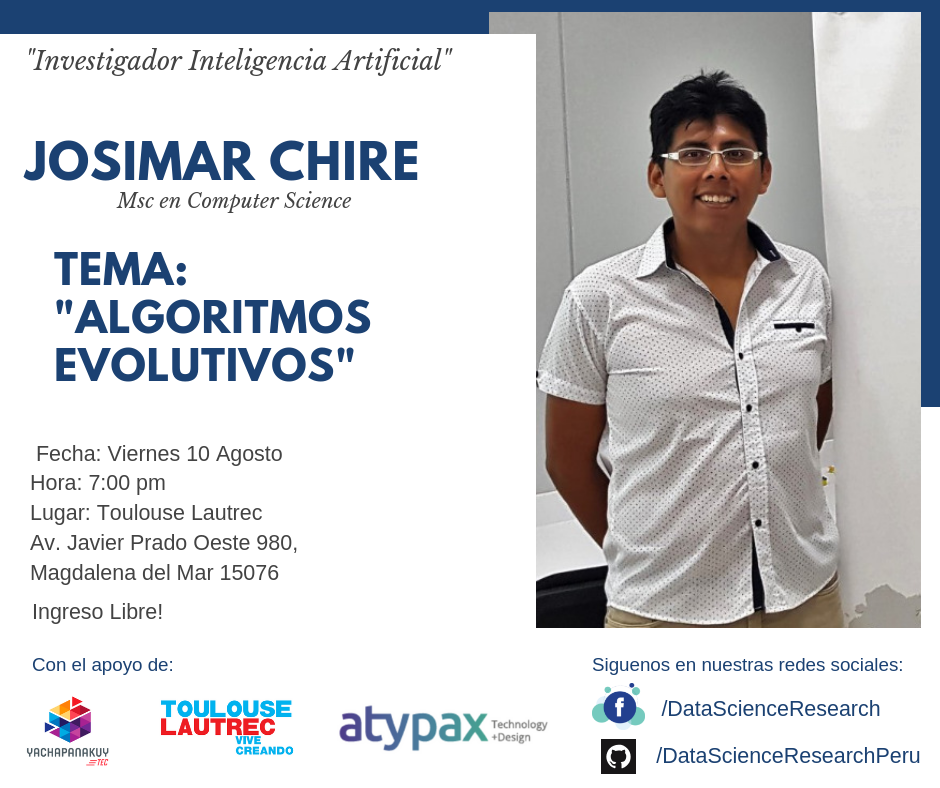 "Investigador Inteligencia Artificial"
JOSIMAR CHIRE
Msc en Computer Science
TEMA:
"ALGORITMOS
EVOLUTIVOS"
Fecha: Viernes 10 Agosto
Hora: 7:00 pm
Lugar: Toulouse Lautrec
Av. Javier Prado Oeste 980,
Magdalena del Mar 15076
Ingreso Libre!
Con el apoyo de:
YACHAPANAKUY
TEC
TOULOUSE
LAUTREC
VIVE
CREANDO
atypax Technology
+Design
Siguenos en nuestras redes sociales:
/DataScienceResearch
/DataScienceResearchPeru